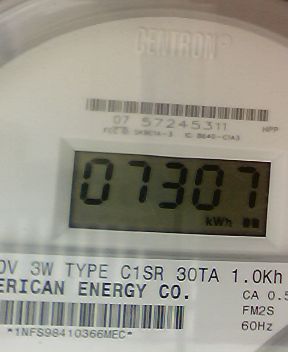 CENTRON®
07 57245311
HPP
07307
kWh
0V 3W TYPE C1SR 30TA 1.0Kh
ERICAN ENERGY CO.
CA 0.5
FM2S
60Hz
*1NFS98410366MEC*